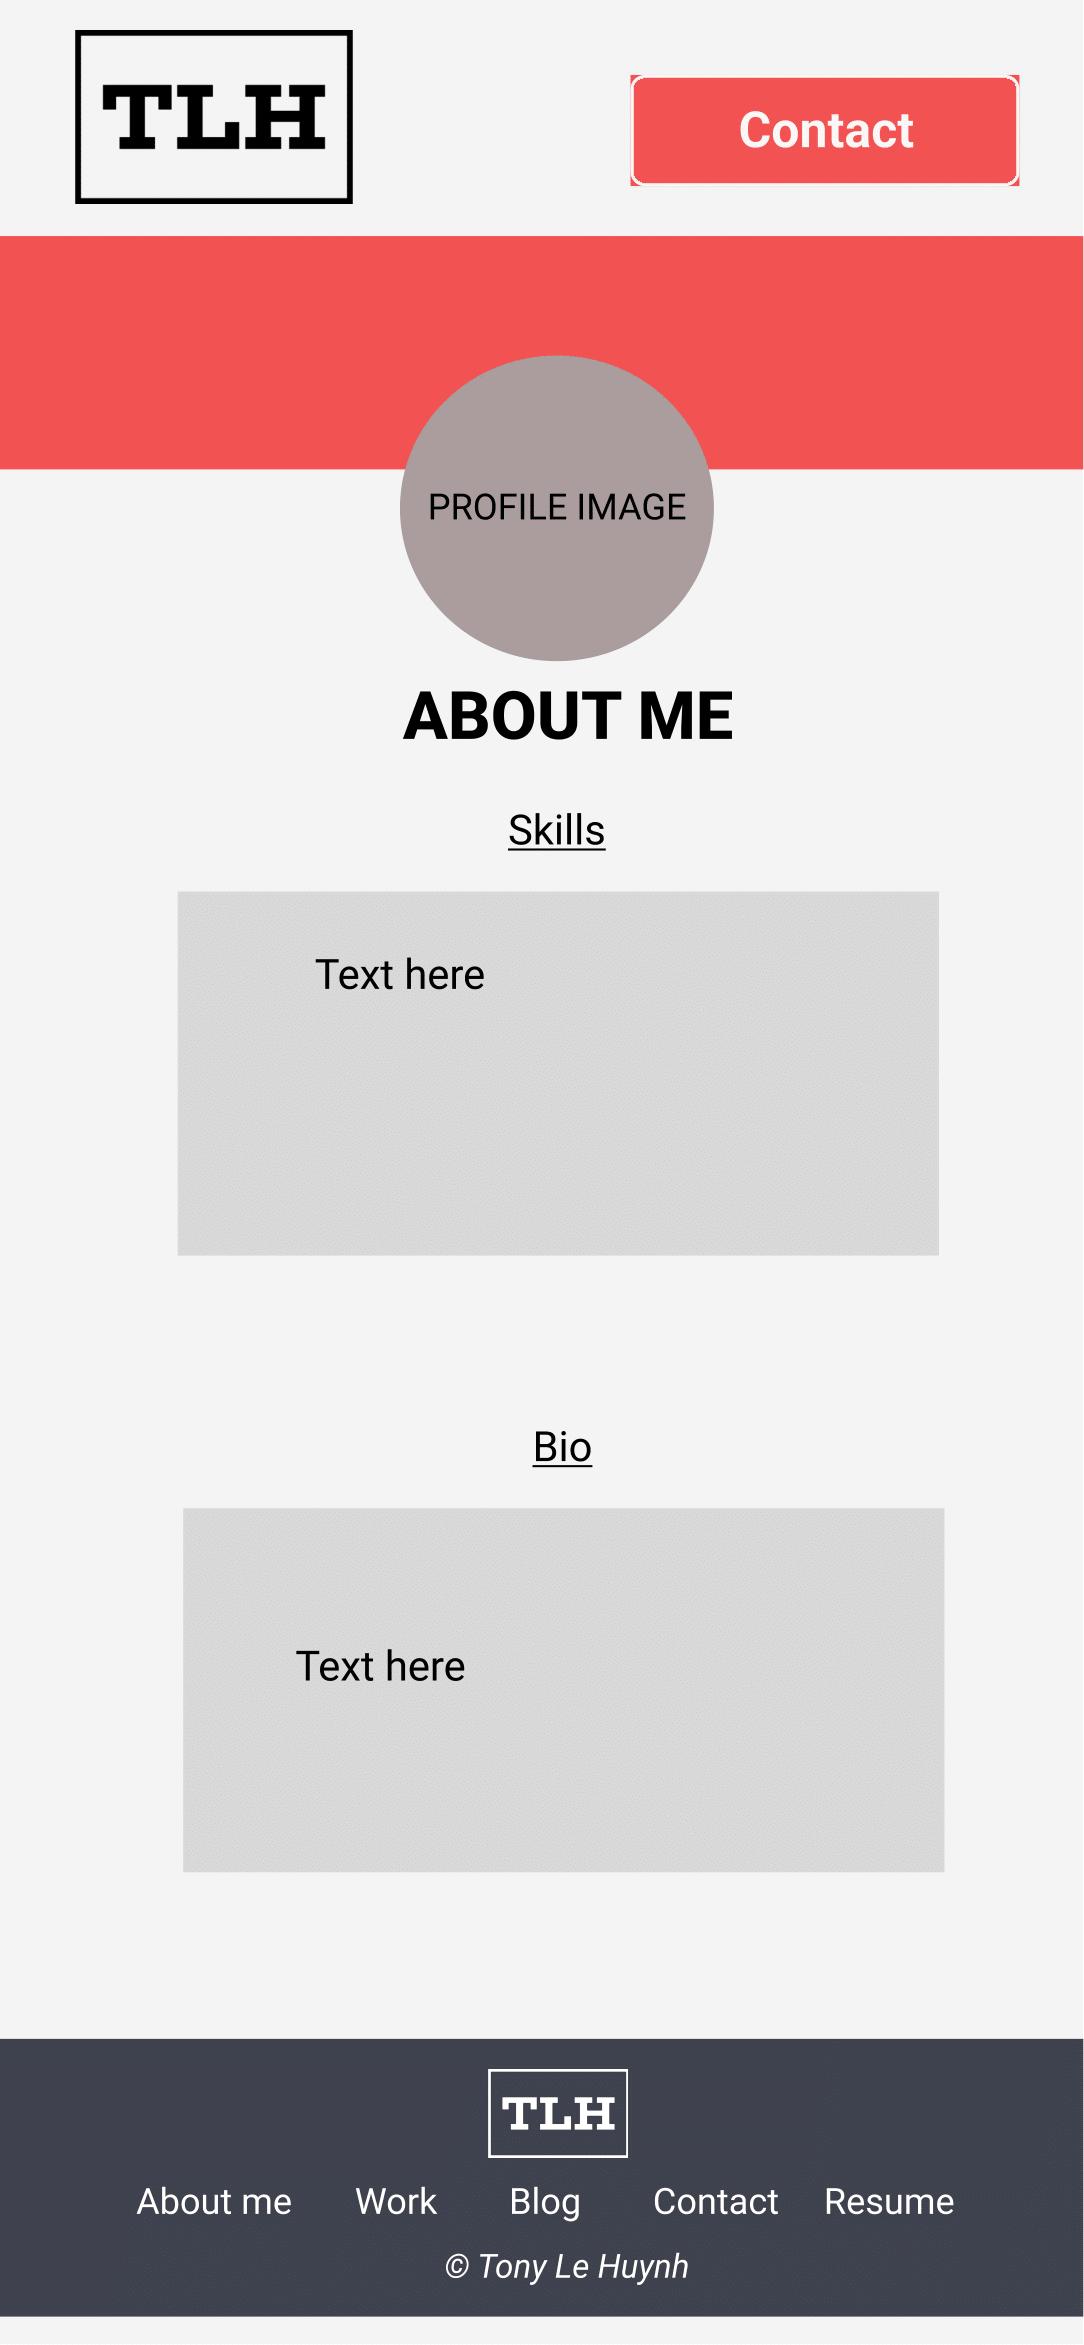 TLH
Contact
PROFILE IMAGE
ABOUT ME
Skills
Text here
Bio
Text here
TLH
About me Work Blog Contact Resume
© Tony Le Huynh